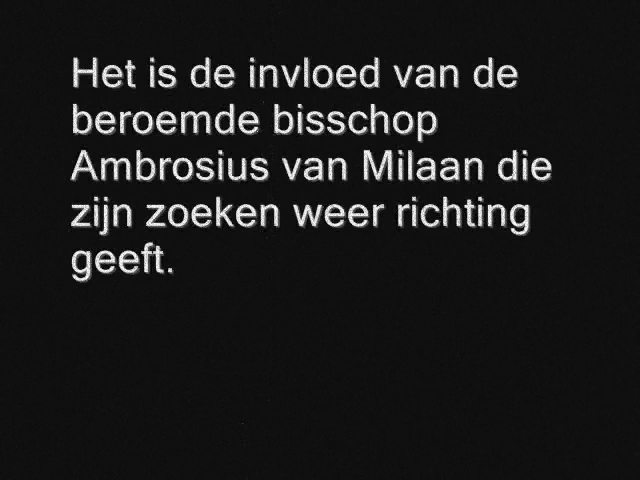 Het is de invloed van de
beroemde bisschop
Ambrosius van Milaan die
zijn zoeken weer richting
geeft.